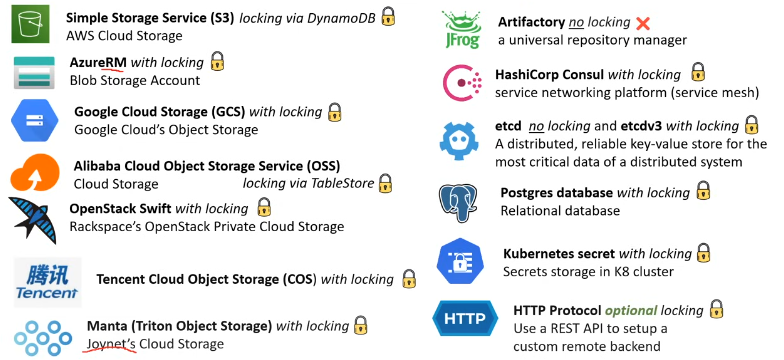 Simple Storage Service (S3) locking via DynamoDB
AWS Cloud Storage
AzureRM with locking
Blob Storage Account
Google Cloud Storage (GCS) with locking
Google Cloud's Object Storage
Alibaba Cloud Object Storage Service (OSS)
Cloud Storage locking via TableStore
OpenStack Swift with locking
Rackspace's OpenStack Private Cloud Storage
腾讯
Tencent
Tencent Cloud Object Storage (COS) with locking
Manta (Triton Object Storage) with locking
Joynet's Cloud Storage
JFrog
Artifactory no locking
a universal repository manager
HashiCorp Consul with locking
service networking platform (service mesh)
etcd no locking and etcdv3 with locking
A distributed, reliable key-value store for the
most critical data of a distributed system
Postgres database with locking
Relational database
Kubernetes secret with locking
Secrets storage in K8 cluster
HTTP
HTTP Protocol optional locking
Use a REST API to setup a
custom remote backend